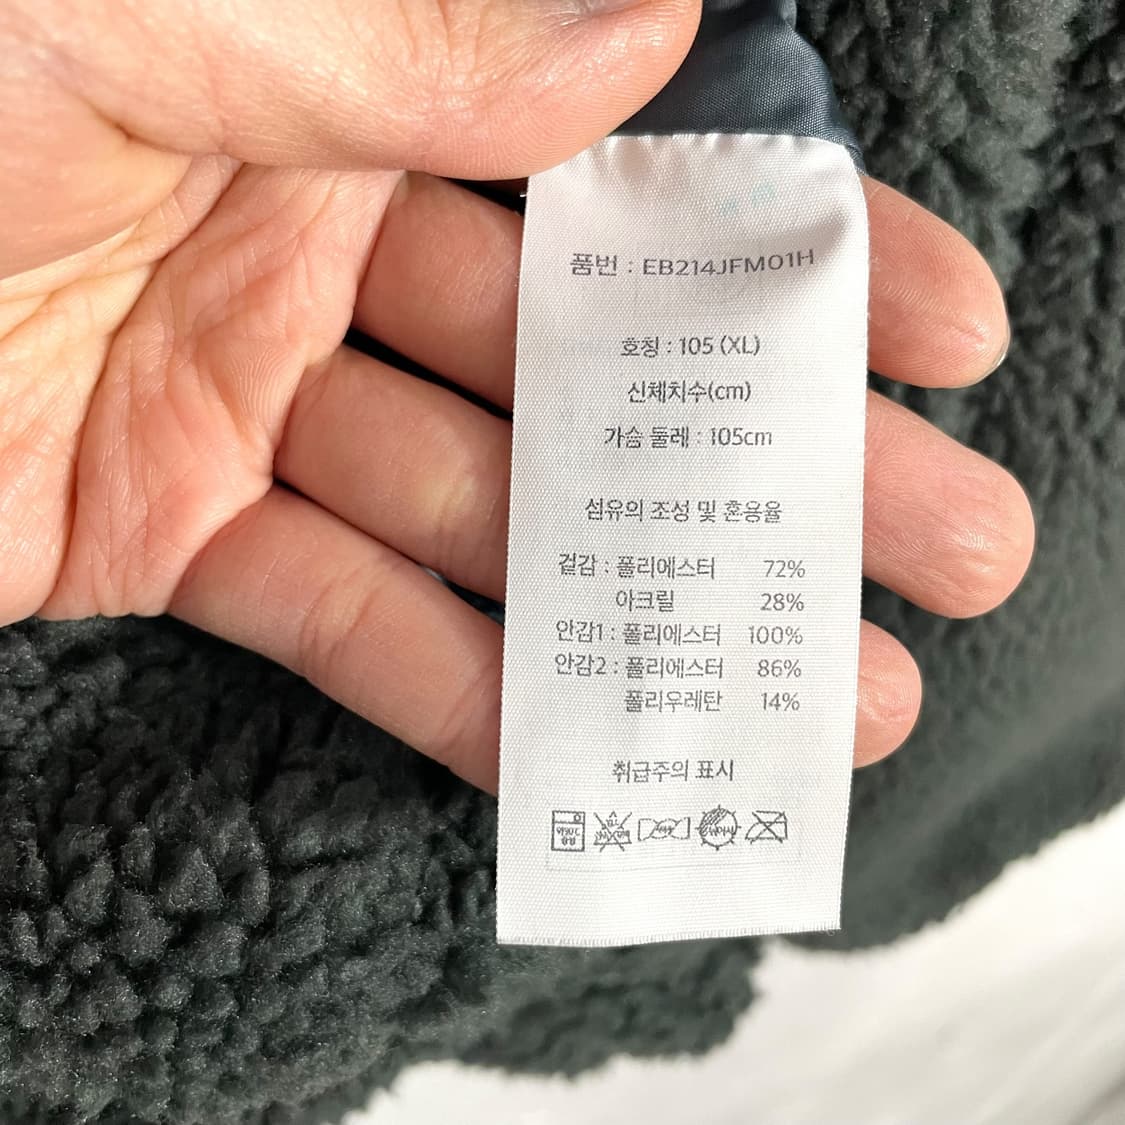 품번 : EB214JFM01H
호칭 : 105 (XL)
신체치수(cm)
가슴 둘레 : 105cm
섬유의 조성 및 혼용율
겉감 : 폴리에스터 72%
아크릴 28%
안감1 : 폴리에스터 100%
안감2 : 폴리에스터 86%
폴리우레탄 14%
취급주의 표시